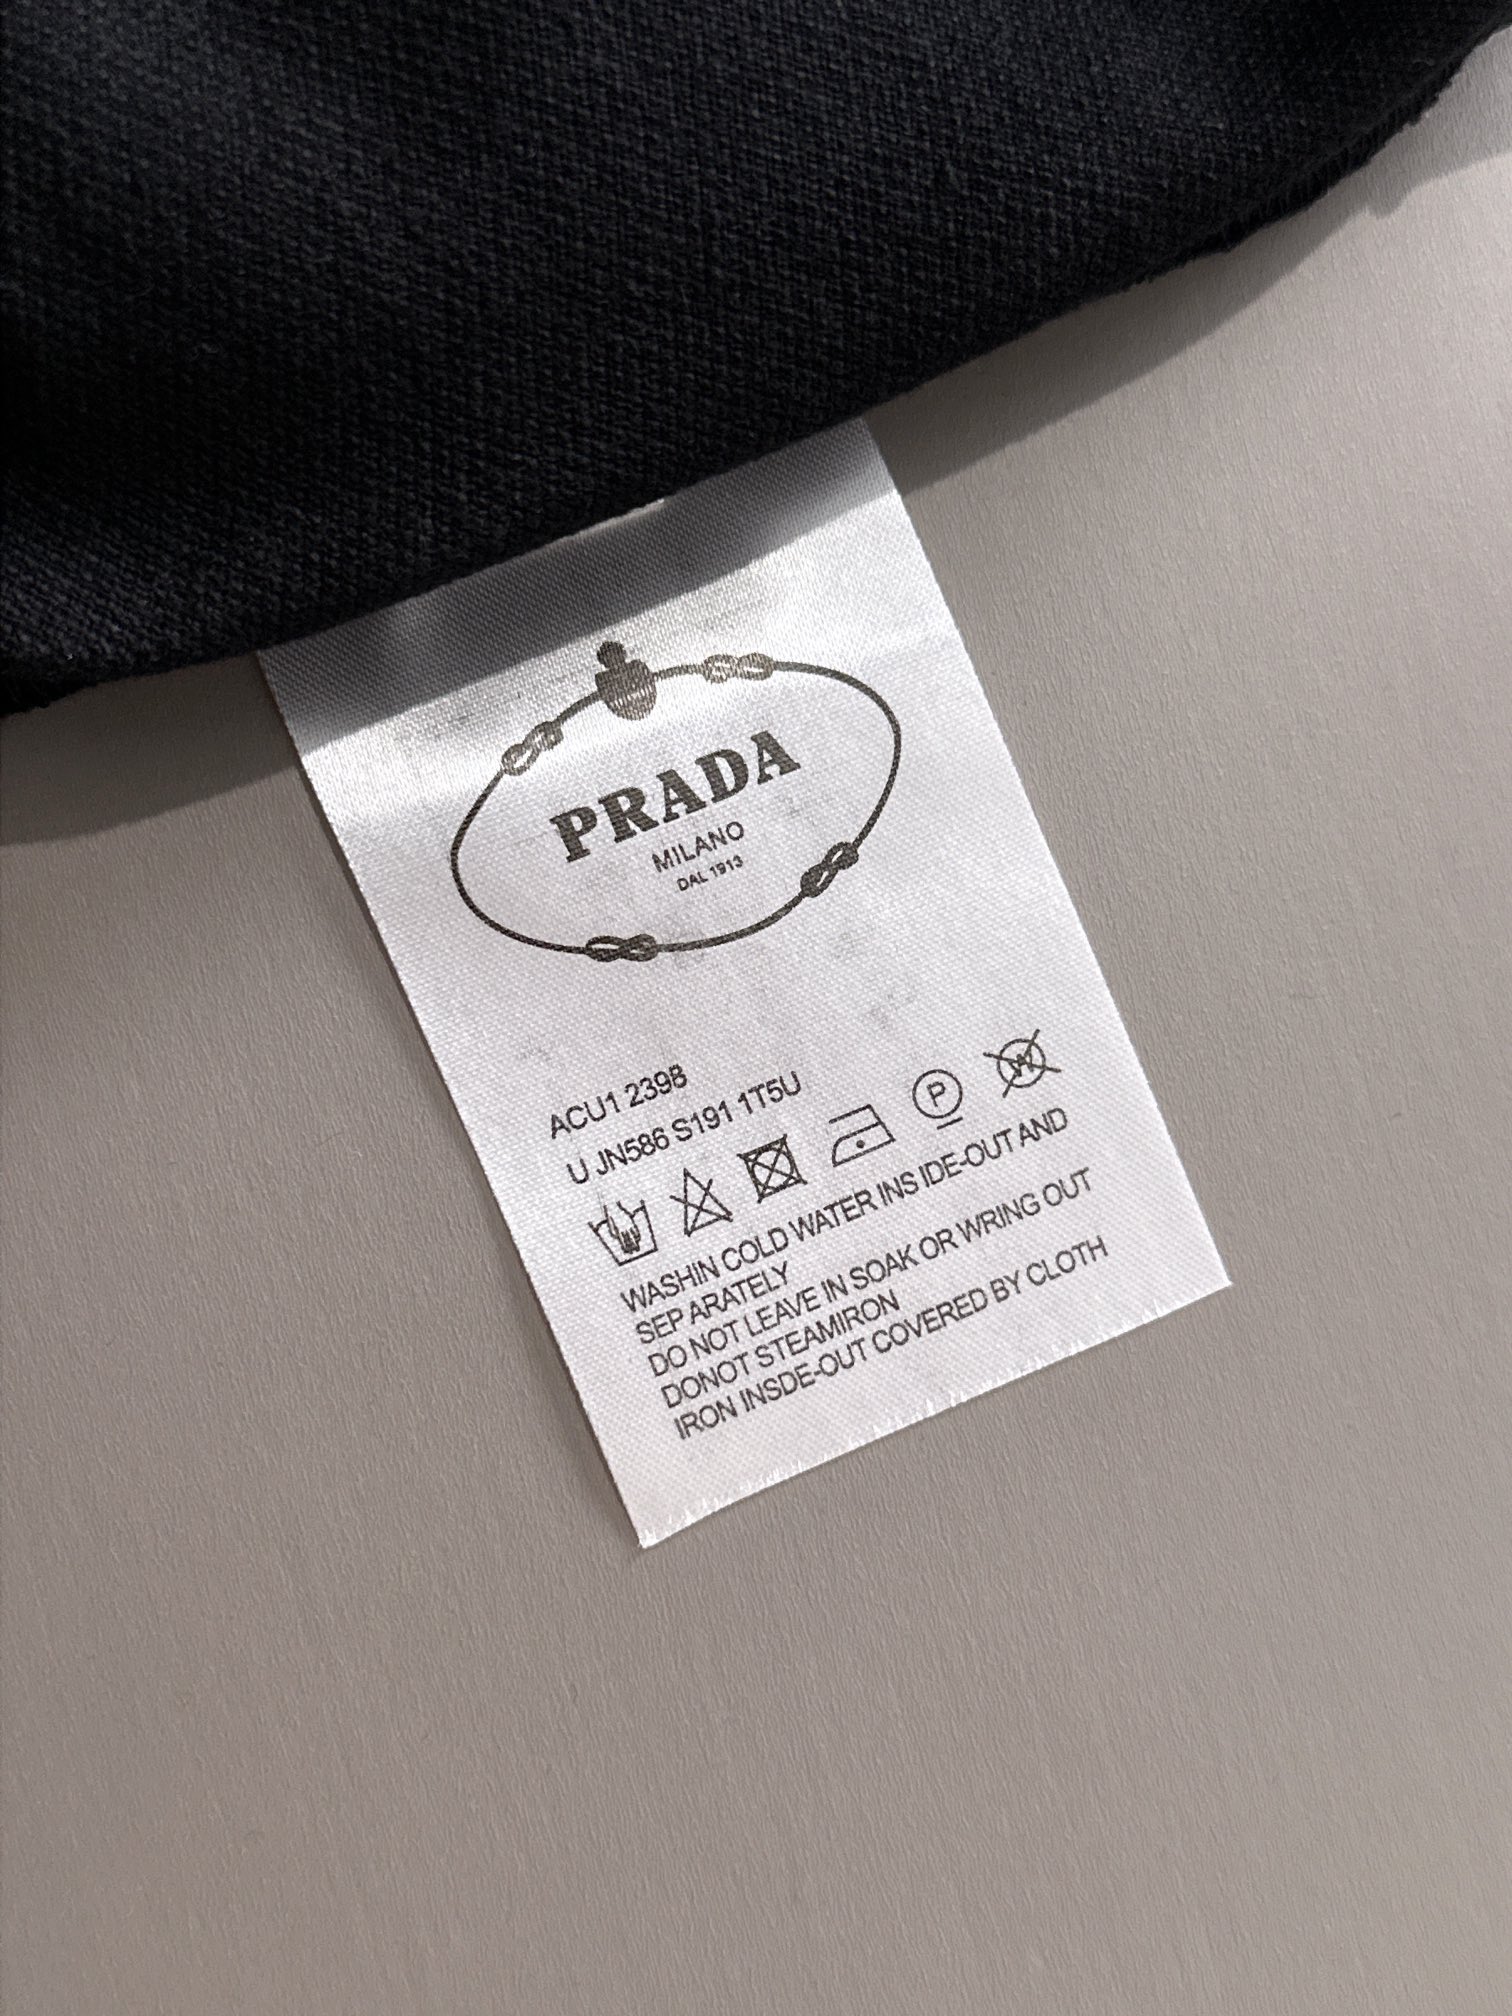 PRADA
MILANO
DAL 1913
ACU1 2398
U JN586 S191 1T5U
P W
WASHIN COLD WATER INS IDE-OUT AND
SEP ARATELY
DO NOT LEAVE IN SOAK OR WRING OUT
DONOT STEAMIRON
IRON INSDE-OUT COVERED BY CLOTH